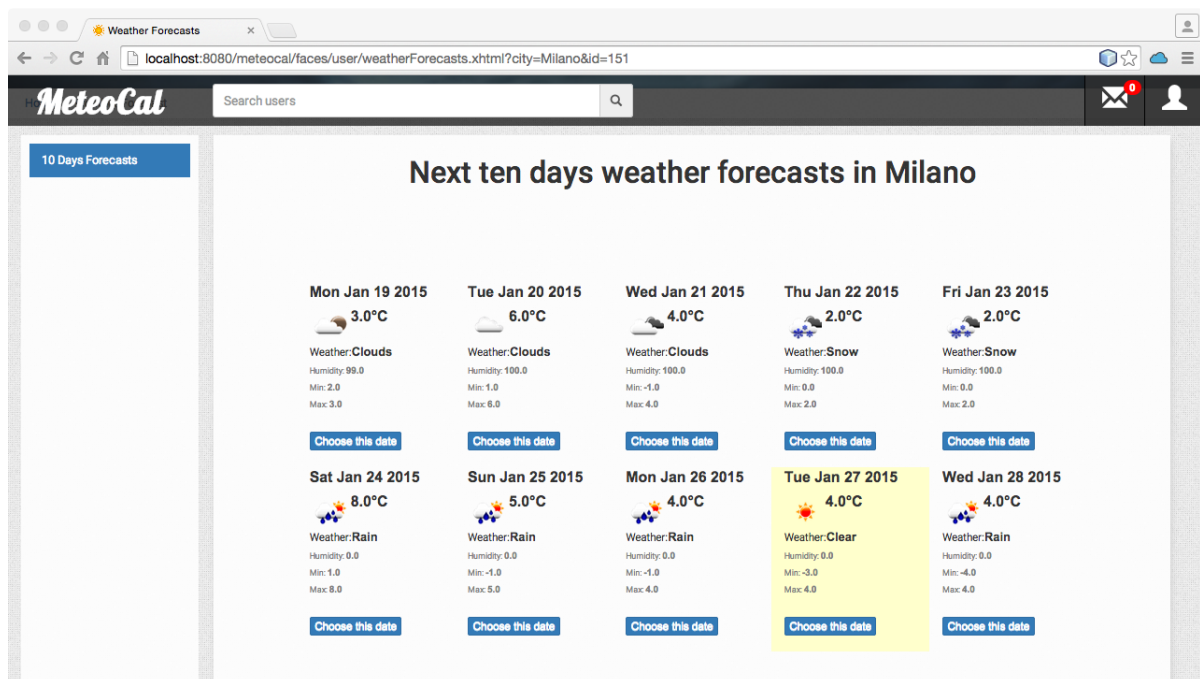 Weather Forecasts
localhost:8080/meteocal/faces/user/weatherForecasts.xhtml?city=Milano&id=151
MeteoCal
Search users
0
10 Days Forecasts
Next ten days weather forecasts in Milano
Mon Jan 19 2015 Tue Jan 20 2015 Wed Jan 21 2015 Thu Jan 22 2015 Fri Jan 23 2015
3.0°C 6.0°C 4.0°C 2.0°C 2.0°C
Weather:Clouds Weather:Clouds Weather:Clouds Weather:Snow Weather:Snow
Humidity: 99.0 Humidity: 100.0 Humidity: 100.0 Humidity: 100.0 Humidity: 100.0
Min: 2.0 Min: 1.0 Min: -1.0 Min: 0.0 Min: 0.0
Max: 3.0 Max: 6.0 Max: 4.0 Max: 2.0 Max: 2.0
Choose this date Choose this date Choose this date Choose this date Choose this date
Sat Jan 24 2015 Sun Jan 25 2015 Mon Jan 26 2015 Tue Jan 27 2015 Wed Jan 28 2015
8.0°C 5.0°C 4.0°C 4.0°C 4.0°C
Weather:Rain Weather:Rain Weather:Rain Weather:Clear Weather:Rain
Humidity: 0.0 Humidity: 0.0 Humidity: 0.0 Humidity: 0.0 Humidity: 0.0
Min: 1.0 Min: -1.0 Min: -1.0 Min: -3.0 Min: -4.0
Max: 8.0 Max: 5.0 Max: 4.0 Max: 4.0 Max: 4.0
Choose this date Choose this date Choose this date Choose this date Choose this date